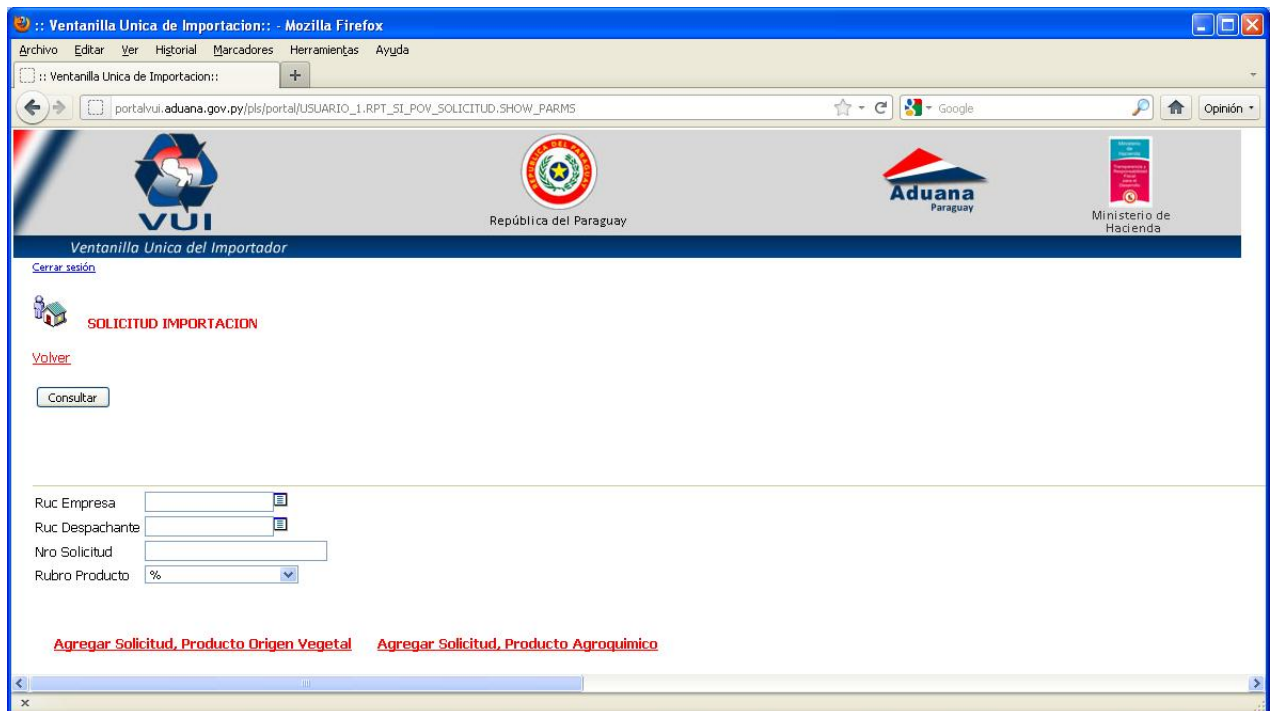 :: Ventanilla Unica de Importacion:: - Mozilla Firefox
Archivo Editar Ver Historial Marcadores Herramientas Ayuda
:: Ventanilla Unica de Importacion::
portalvui.aduana.gov.py/pls/portal/USUARIO_1.RPT_SI_POV_SOLICITUD.SHOW_PARMS
Google
Opinión
VUI
República del Paraguay
Aduana
Paraguay
Ministerio de
Hacienda
Ventanilla Unica del Importador
Cerrar sesión
SOLICITUD IMPORTACION
Volver
Consultar
Ruc Empresa
Ruc Despachante
Nro Solicitud
Rubro Producto %
Agregar Solicitud, Producto Origen Vegetal Agregar Solicitud, Producto Agroquimico